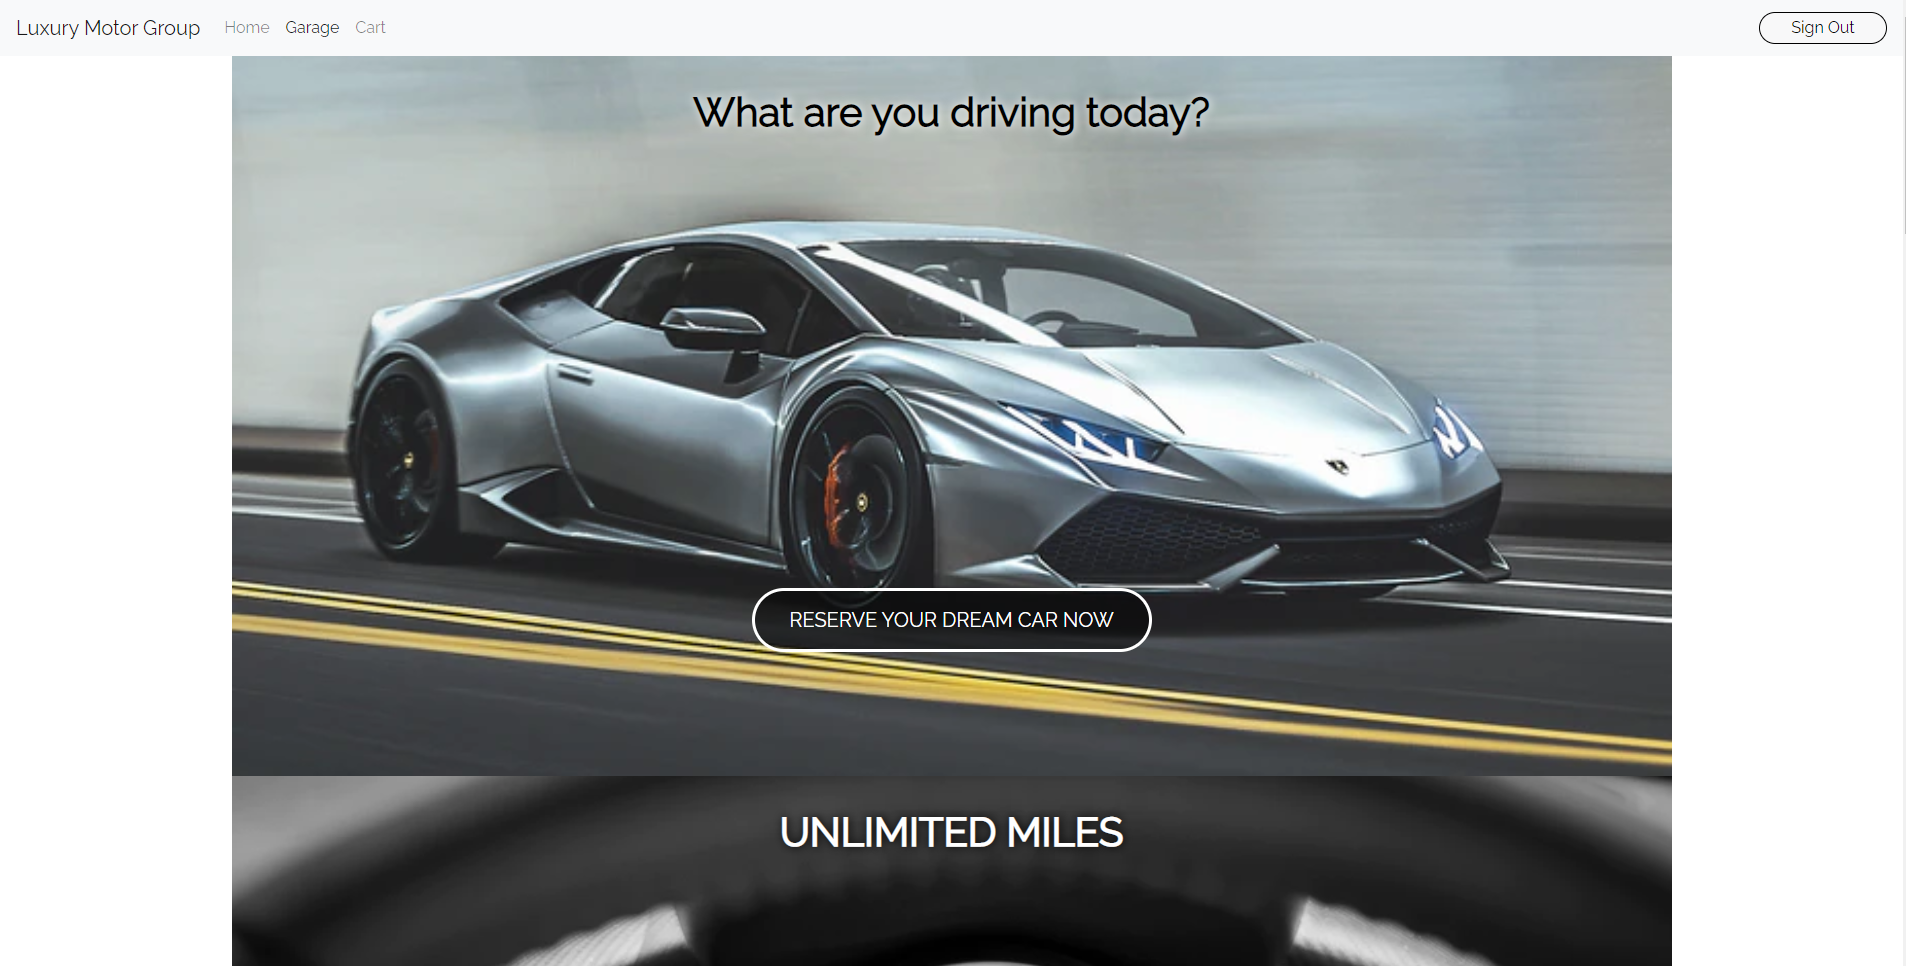 Luxury Motor Group Home Garage Cart Sign Out
What are you driving today?
RESERVE YOUR DREAM CAR NOW
UNLIMITED MILES